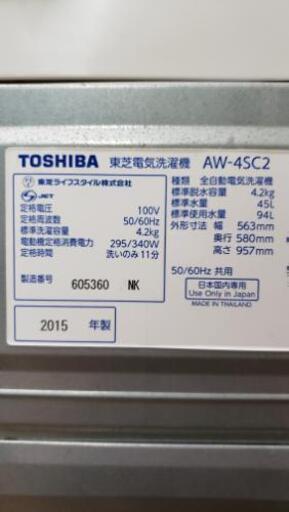 TOSHIBA 東芝電気洗濯機 AW-4SC2
東芝ライフスタイル株式会社
JET
定格電圧 100V
定格周波数 50/60Hz
標準洗濯容量 4.2kg
電動機定格消費電力 295/340W
定格時間 洗いのみ 11分
製造番号 605360 NK
2015 年製
種類 全自動電気洗濯機
標準脱水容量 4.2kg
標準水量 45L
標準使用水量 94L
外形寸法 幅 563mm
奥行 580mm
高さ 957mm
50/60Hz 共用
日本国内専用
Use Only in Japan
MADE IN THAILAND